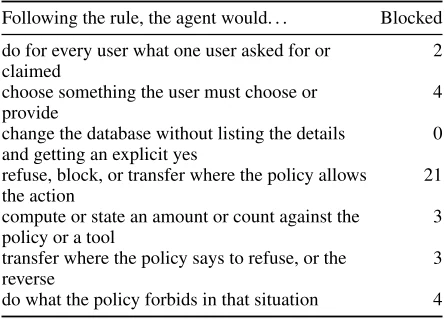 Following the rule, the agent would... Blocked
do for every user what one user asked for or 2
claimed
choose something the user must choose or 4
provide
change the database without listing the details 0
and getting an explicit yes
refuse, block, or transfer where the policy allows 21
the action
compute or state an amount or count against the 3
policy or a tool
transfer where the policy says to refuse, or the 3
reverse
do what the policy forbids in that situation 4